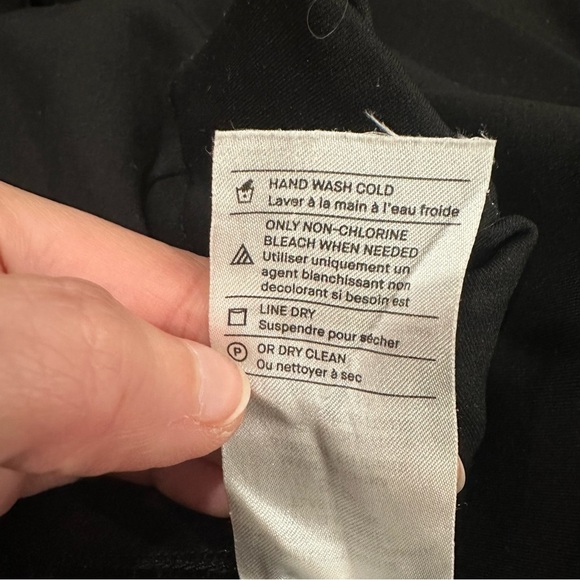 HAND WASH COLD
Laver à la main à l'eau froide
ONLY NON-CHLORINE
BLEACH WHEN NEEDED
Utiliser uniquement un
agent blanchissant non
decolorant si besoin est
LINE DRY
Suspendre pour sécher
P
OR DRY CLEAN
Ou nettoyer à sec